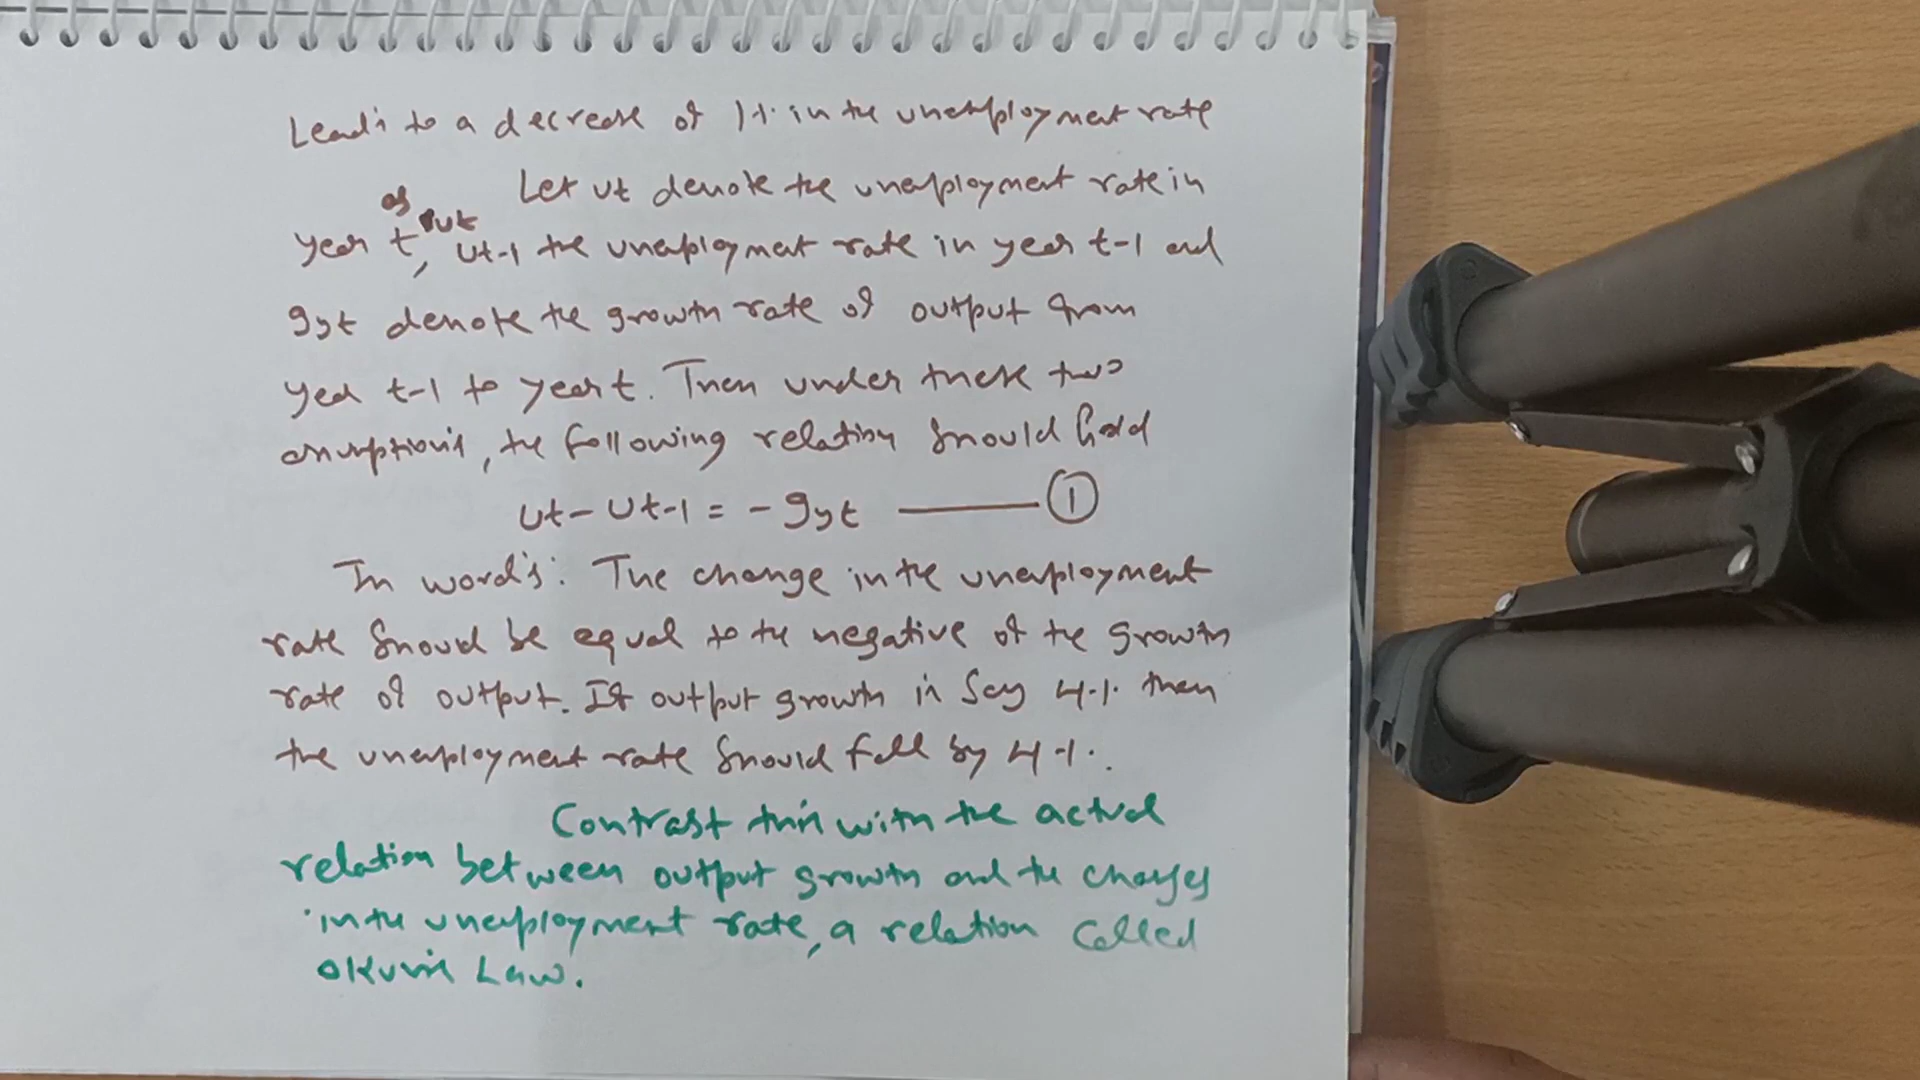 Leads to a decrease of 1% in the unemployment rate
Let ut denote the unemployment rate in
as ut
year t, ut-1 the unemployment rate in year t-1 and
gyt denote the growth rate of output from
year t-1 to year t. Then under these two
assumptions, the following relation should hold
ut - ut-1 = - gyt ——— ①
In words: The change in the unemployment
rate should be equal to the negative of the growth
rate of output. If output growth is say 4% then
the unemployment rate should fall by 4%.
Contrast this with the actual
relation between output growth and the changes
in the unemployment rate, a relation called
okun's Law.